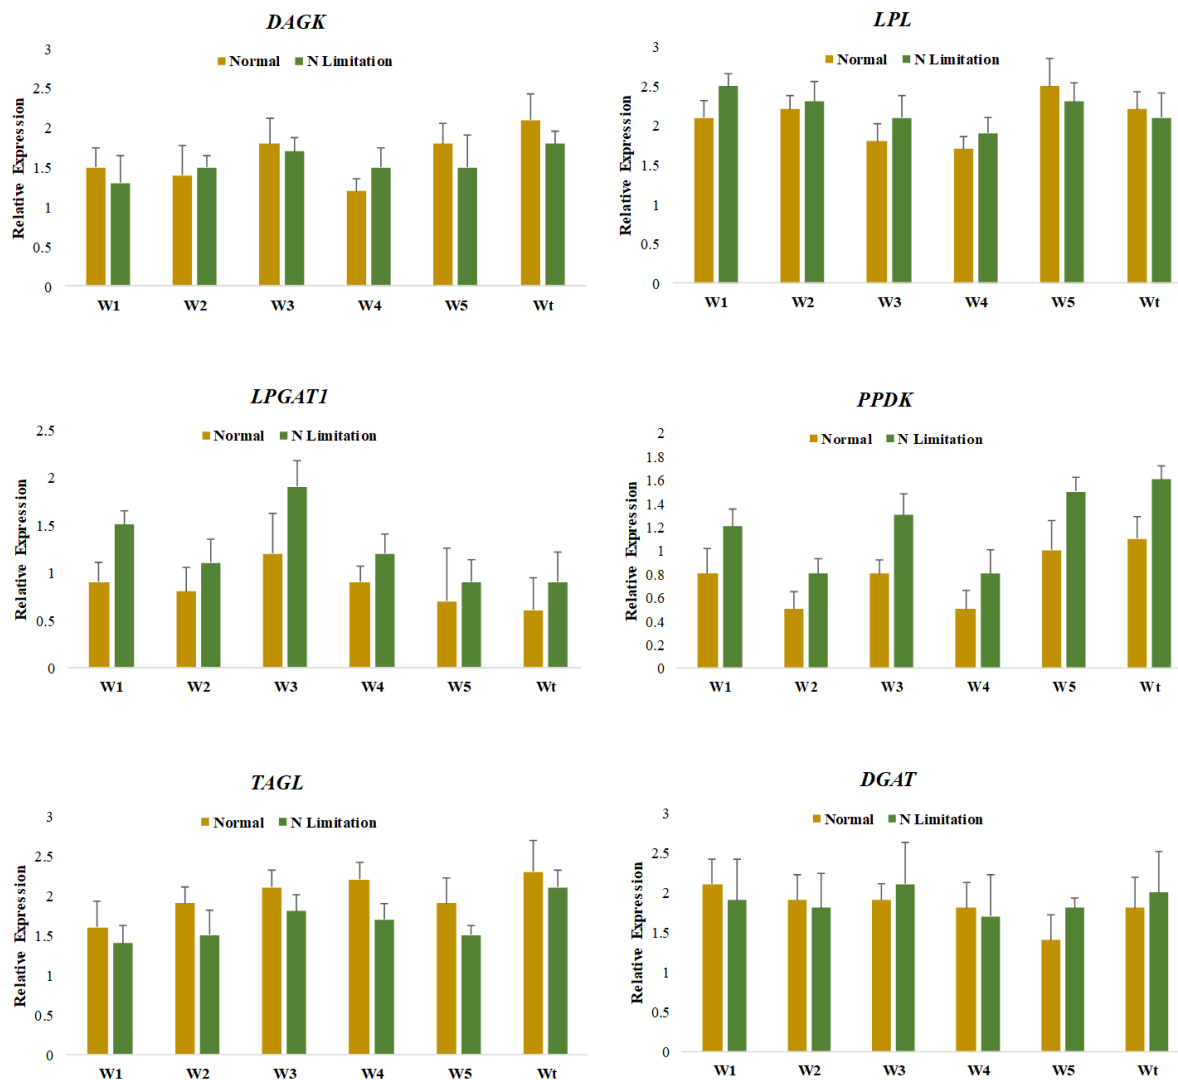 DAGK
Normal N Limitation
Relative Expression
3
2.5
2
1.5
1
0.5
0
W1 W2 W3 W4 W5 Wt
LPL
Normal N Limitation
Relative Expression
3
2.5
2
1.5
1
0.5
0
W1 W2 W3 W4 W5 Wt
LPGAT1
Normal N Limitation
Relative Expression
2.5
2
1.5
1
0.5
0
W1 W2 W3 W4 W5 Wt
PPDK
Normal N Limitation
Relative Expression
2
1.8
1.6
1.4
1.2
1
0.8
0.6
0.4
0.2
0
W1 W2 W3 W4 W5 Wt
TAGL
Normal N Limitation
Relative Expression
3
2.5
2
1.5
1
0.5
0
W1 W2 W3 W4 W5 Wt
DGAT
Normal N Limitation
Relative Expression
3
2.5
2
1.5
1
0.5
0
W1 W2 W3 W4 W5 Wt